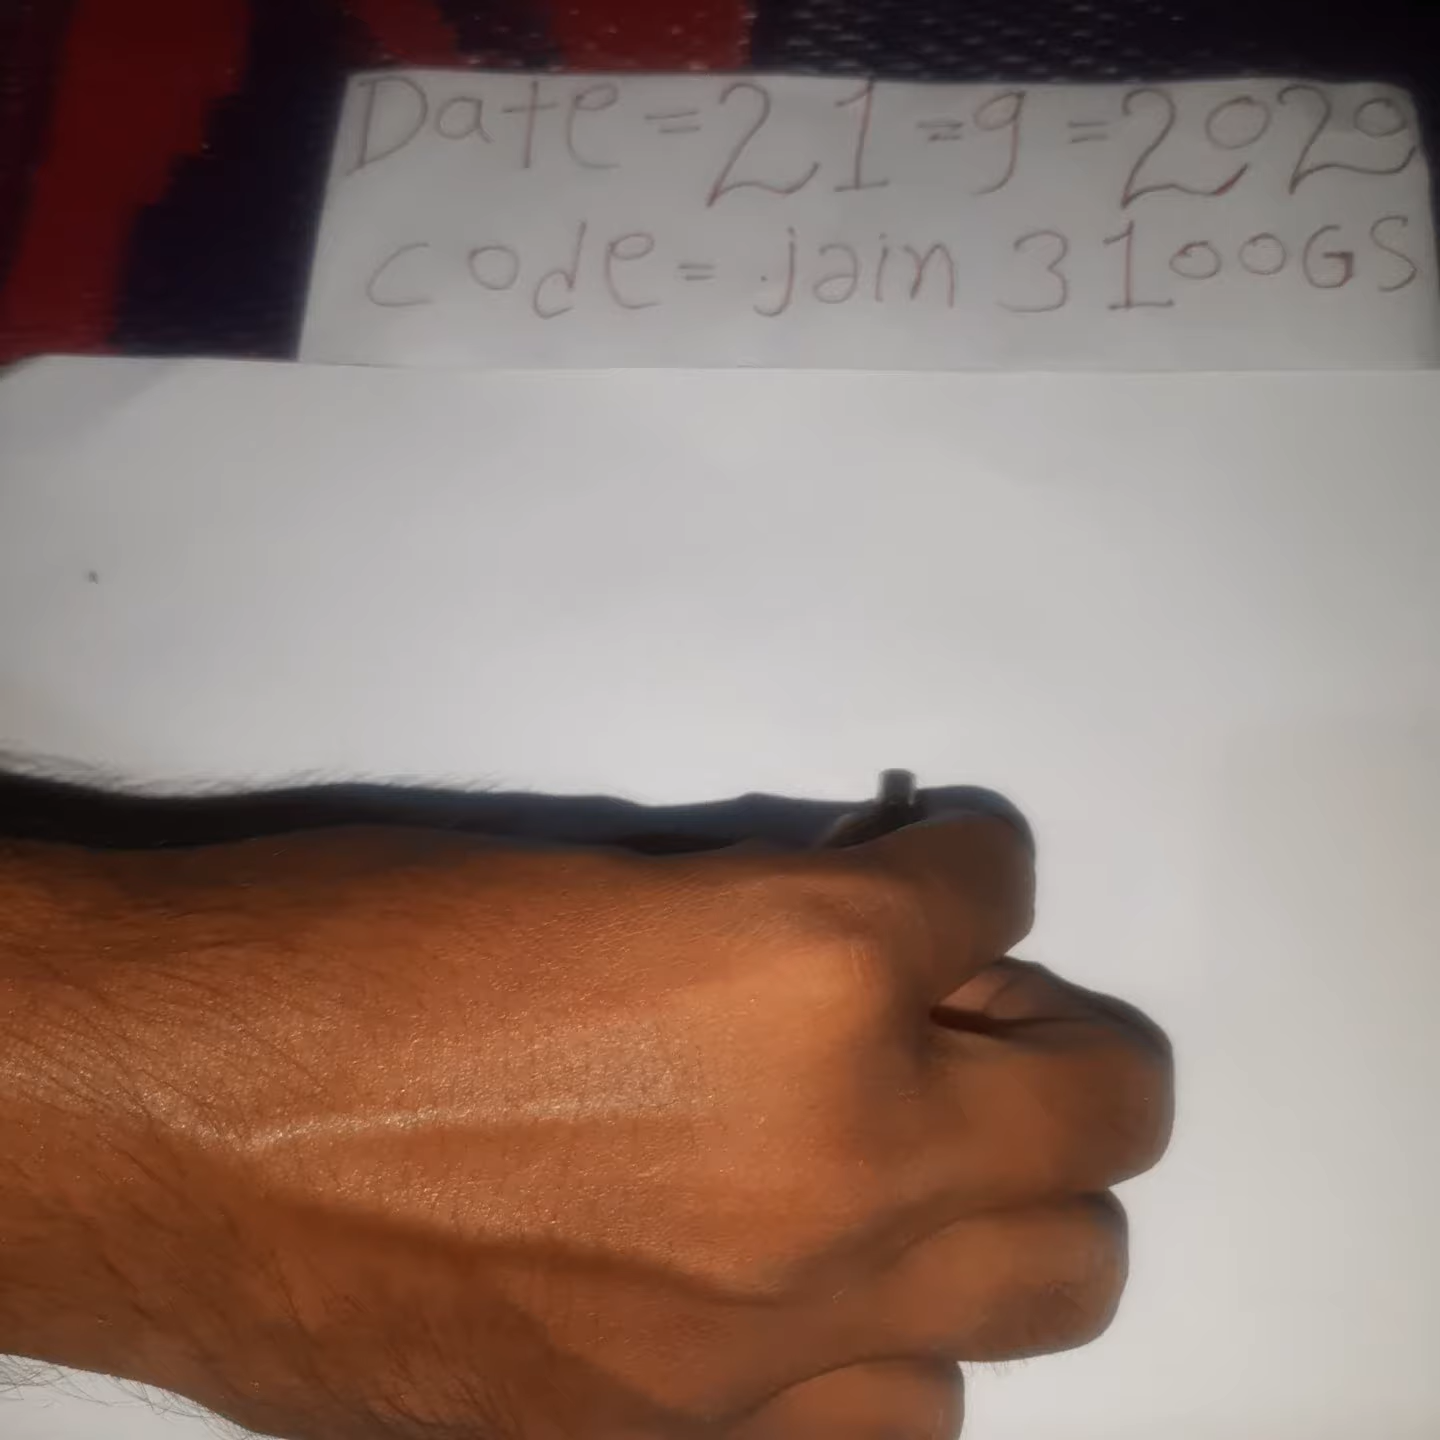 Date = 21 = 9 = 2020
code = jain 3100GS